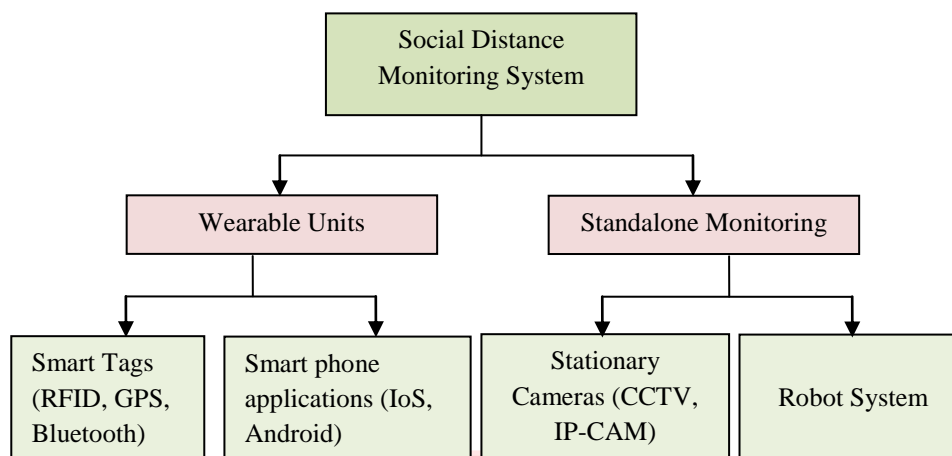 Social Distance
Monitoring System
Wearable Units
Standalone Monitoring
Smart Tags
(RFID, GPS,
Bluetooth)
Smart phone
applications (IoS,
Android)
Stationary
Cameras (CCTV,
IP-CAM)
Robot System